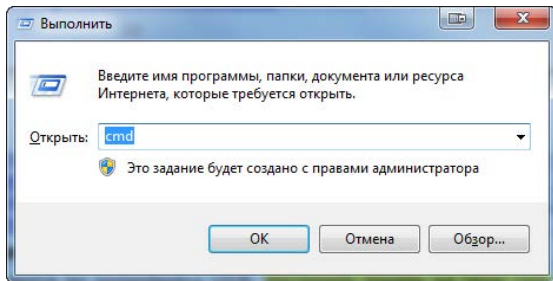 Выполнить
Введите имя программы, папки, документа или ресурса
Интернета, которые требуется открыть.
Открыть: cmd
Это задание будет создано с правами администратора
ОК Отмена Обзор...